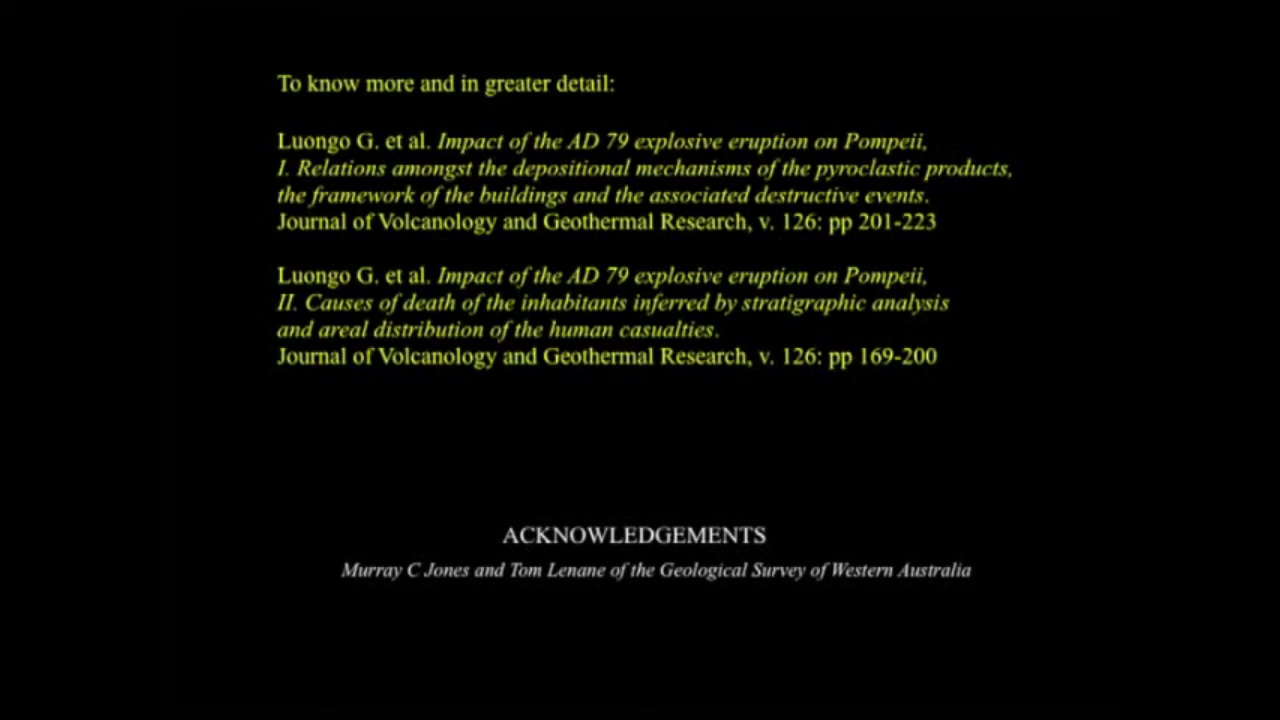 To know more and in greater detail:
Luongo G. et al. Impact of the AD 79 explosive eruption on Pompeii,
I. Relations amongst the depositional mechanisms of the pyroclastic products,
the framework of the buildings and the associated destructive events.
Journal of Volcanology and Geothermal Research, v. 126: pp 201-223
Luongo G. et al. Impact of the AD 79 explosive eruption on Pompeii,
II. Causes of death of the inhabitants inferred by stratigraphic analysis
and areal distribution of the human casualties.
Journal of Volcanology and Geothermal Research, v. 126: pp 169-200
ACKNOWLEDGEMENTS
Murray C Jones and Tom Lenane of the Geological Survey of Western Australia